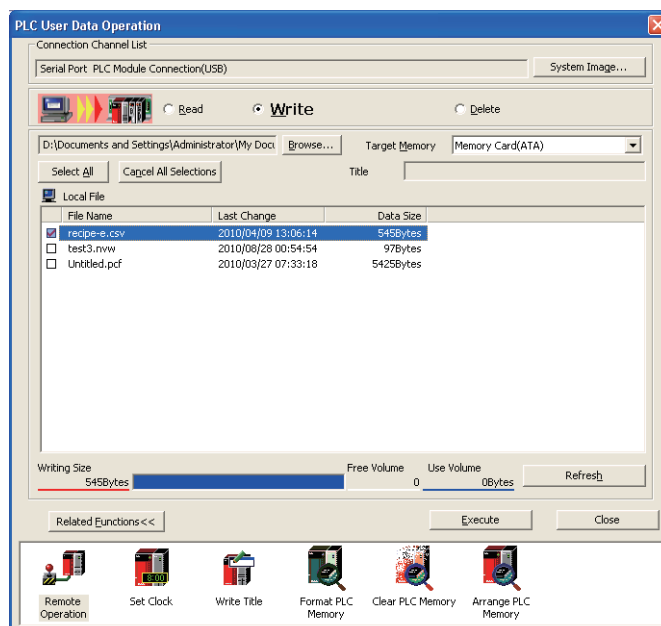 PLC User Data Operation
Connection Channel List
Serial Port PLC Module Connection(USB)
System Image...
Read
Write
Delete
D:\Documents and Settings\Administrator\My Docu
Browse...
Target Memory
Memory Card(ATA)
Select All
Cancel All Selections
Title
Local File
File Name Last Change Data Size
recipe-e.csv 2010/04/09 13:06:14 545Bytes
test3.nvw 2010/08/28 00:54:54 97Bytes
Untitled.pcf 2010/03/27 07:33:18 5425Bytes
Writing Size
545Bytes
Free Volume
0
Use Volume
0Bytes
Refresh
Related Functions<<
Execute
Close
8:00
Remote
Operation
Set Clock
Write Title
Format PLC
Memory
Clear PLC Memory
Arrange PLC
Memory